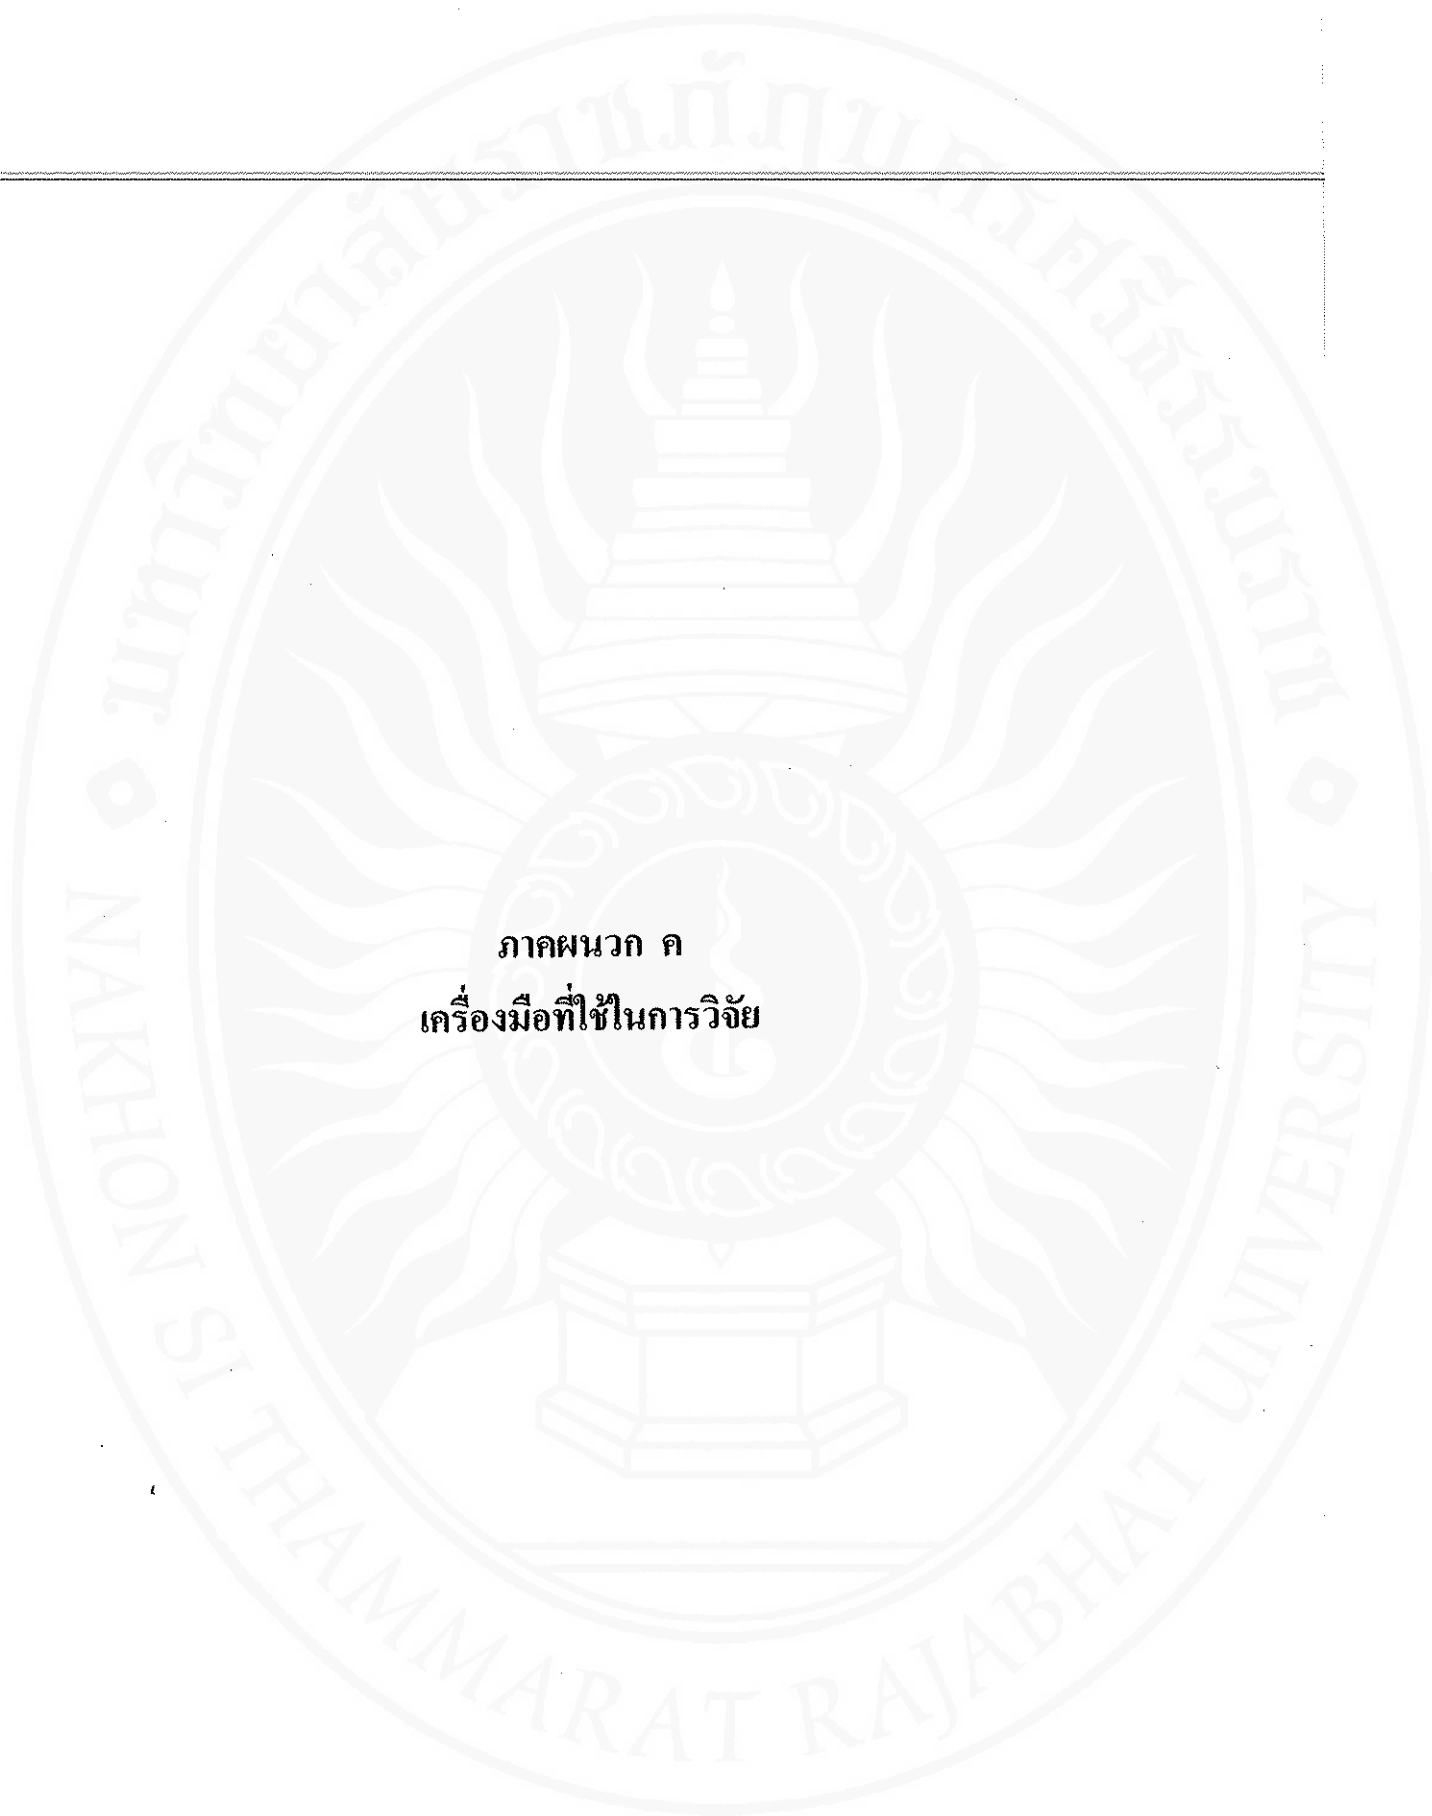 มหาวิทยาลัยราชภัฏนครศรีธรรมราช
ภาคผนวก ค
เครื่องมือที่ใช้ในการวิจัย
NAKHON SI THAMMARAT RAJABHAT UNIVERSITY